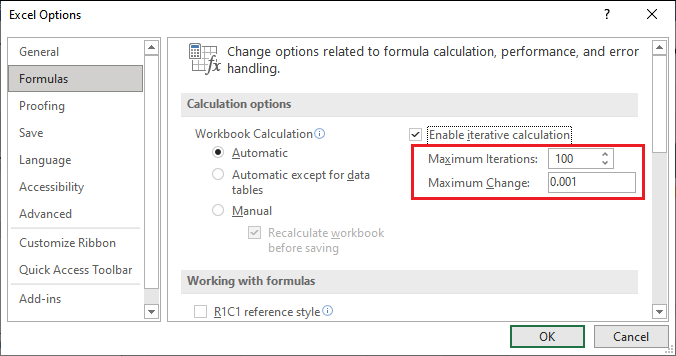 Excel Options
?
General
Formulas
Proofing
Save
Language
Accessibility
Advanced
Customize Ribbon
Quick Access Toolbar
Add-ins
fx
Change options related to formula calculation, performance, and error
handling.
Calculation options
Workbook Calculation
Automatic
Automatic except for data
tables
Manual
Recalculate workbook
before saving
Enable iterative calculation
Maximum Iterations: 100
Maximum Change: 0.001
Working with formulas
R1C1 reference style
OK
Cancel